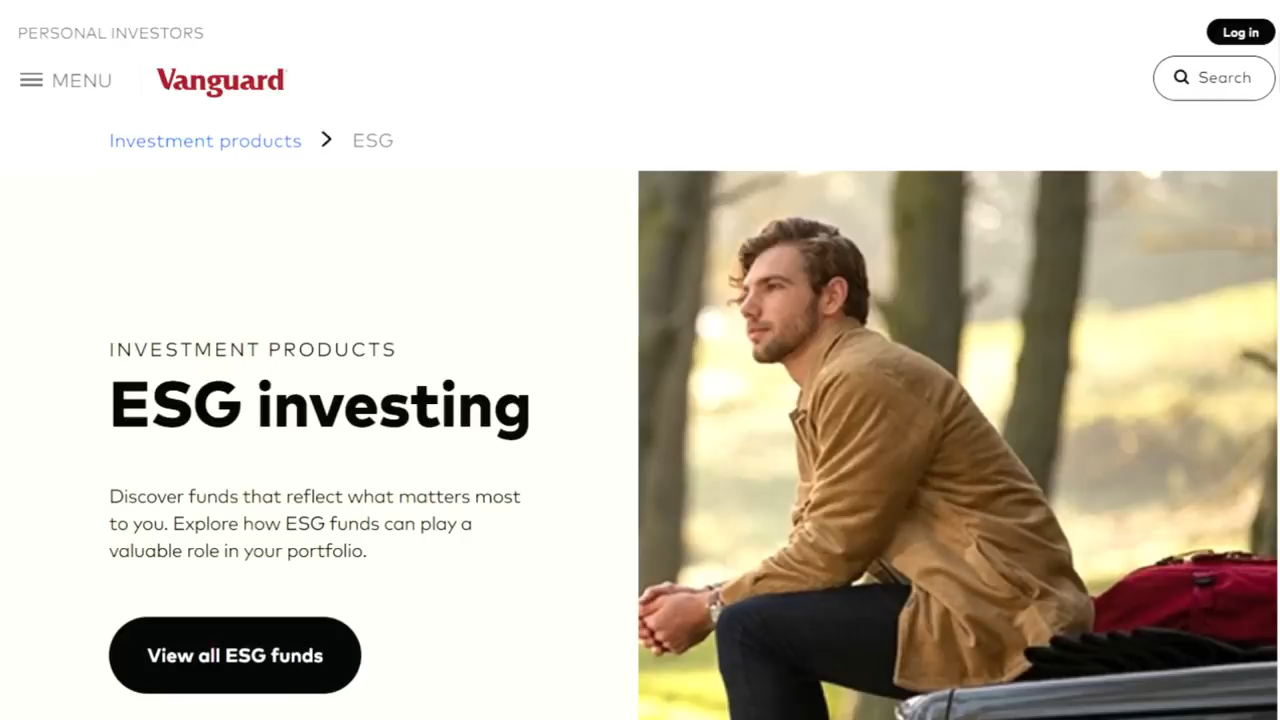 PERSONAL INVESTORS
Log in
MENU
Vanguard
Search
Investment products
ESG
INVESTMENT PRODUCTS
ESG investing
Discover funds that reflect what matters most
to you. Explore how ESG funds can play a
valuable role in your portfolio.
View all ESG funds